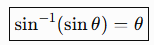 sin⁻¹(sin θ) = θ